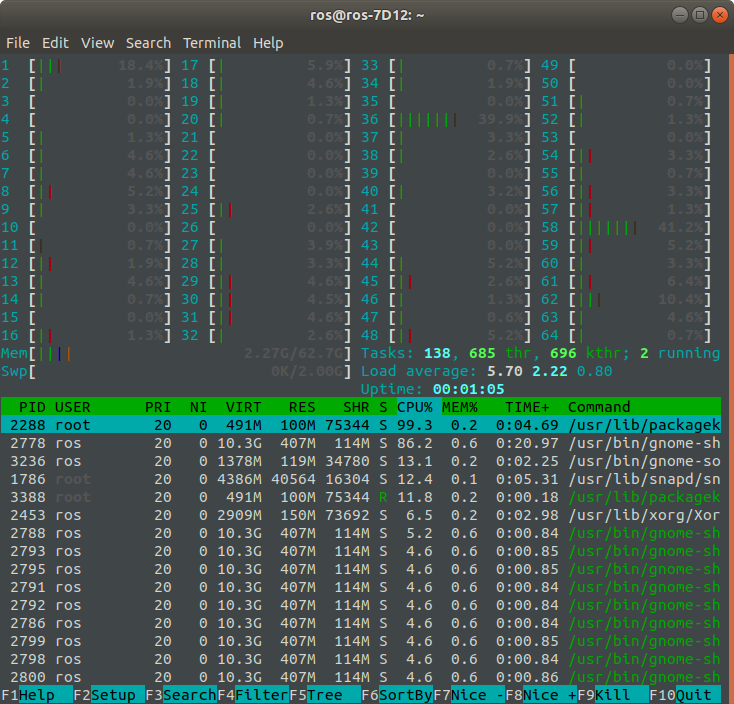 ros@ros-7D12: ~
File Edit View Search Terminal Help
1 [||| 18.4%] 17 [| 5.9%] 33 [| 0.7%] 49 [ 0.0%]
2 [| 1.9%] 18 [| 4.6%] 34 [| 1.9%] 50 [ 0.0%]
3 [ 0.0%] 19 [| 1.3%] 35 [ 0.0%] 51 [| 0.7%]
4 [ 0.0%] 20 [| 0.7%] 36 [||||||| 39.9%] 52 [| 1.3%]
5 [| 1.3%] 21 [ 0.0%] 37 [| 3.3%] 53 [ 0.0%]
6 [| 4.6%] 22 [ 0.0%] 38 [| 2.6%] 54 [|| 3.3%]
7 [| 4.6%] 23 [ 0.0%] 39 [ 0.0%] 55 [| 0.7%]
8 [|| 5.2%] 24 [ 0.0%] 40 [| 3.2%] 56 [|| 3.3%]
9 [| 3.3%] 25 [|| 2.6%] 41 [ 0.0%] 57 [|| 1.3%]
10 [ 0.0%] 26 [ 0.0%] 42 [ 0.0%] 58 [||||||| 41.2%]
11 [| 0.7%] 27 [| 3.3%] 43 [ 0.0%] 59 [|| 5.2%]
12 [|| 1.9%] 28 [| 3.3%] 44 [| 5.2%] 60 [| 3.3%]
13 [| 4.6%] 29 [|| 4.6%] 45 [|| 2.6%] 61 [|| 6.4%]
14 [| 0.7%] 30 [|| 4.5%] 46 [| 1.3%] 62 [||| 10.4%]
15 [ 0.0%] 31 [|| 4.6%] 47 [| 0.6%] 63 [| 4.6%]
16 [|| 1.3%] 32 [| 2.6%] 48 [|| 5.2%] 64 [| 0.7%]
Mem[|||| 2.27G/62.7G] Tasks: 138, 685 thr, 696 kthr; 2 running
Swp[ 0K/2.00G] Load average: 5.70 2.22 0.80
Uptime: 00:01:05
PID USER PRI NI VIRT RES SHR S CPU% MEM% TIME+ Command
2288 root 20 0 491M 100M 75344 S 99.3 0.2 0:04.69 /usr/lib/packagek
2778 ros 20 0 10.3G 407M 114M S 86.2 0.6 0:20.97 /usr/bin/gnome-sh
3236 ros 20 0 1378M 119M 34780 S 13.1 0.2 0:02.25 /usr/bin/gnome-so
1786 root 20 0 4386M 40564 16304 S 12.4 0.1 0:05.31 /usr/lib/snapd/sn
3388 root 20 0 491M 100M 75344 R 11.8 0.2 0:00.18 /usr/lib/packagek
2453 ros 20 0 2909M 150M 73692 S 6.5 0.2 0:02.98 /usr/lib/xorg/Xor
2788 ros 20 0 10.3G 407M 114M S 5.2 0.6 0:00.84 /usr/bin/gnome-sh
2793 ros 20 0 10.3G 407M 114M S 4.6 0.6 0:00.85 /usr/bin/gnome-sh
2795 ros 20 0 10.3G 407M 114M S 4.6 0.6 0:00.85 /usr/bin/gnome-sh
2791 ros 20 0 10.3G 407M 114M S 4.6 0.6 0:00.84 /usr/bin/gnome-sh
2792 ros 20 0 10.3G 407M 114M S 4.6 0.6 0:00.84 /usr/bin/gnome-sh
2786 ros 20 0 10.3G 407M 114M S 4.6 0.6 0:00.84 /usr/bin/gnome-sh
2799 ros 20 0 10.3G 407M 114M S 4.6 0.6 0:00.85 /usr/bin/gnome-sh
2798 ros 20 0 10.3G 407M 114M S 4.6 0.6 0:00.84 /usr/bin/gnome-sh
2800 ros 20 0 10.3G 407M 114M S 4.6 0.6 0:00.86 /usr/bin/gnome-sh
F1Help F2Setup F3SearchF4FilterF5Tree F6SortByF7Nice -F8Nice +F9Kill F10Quit